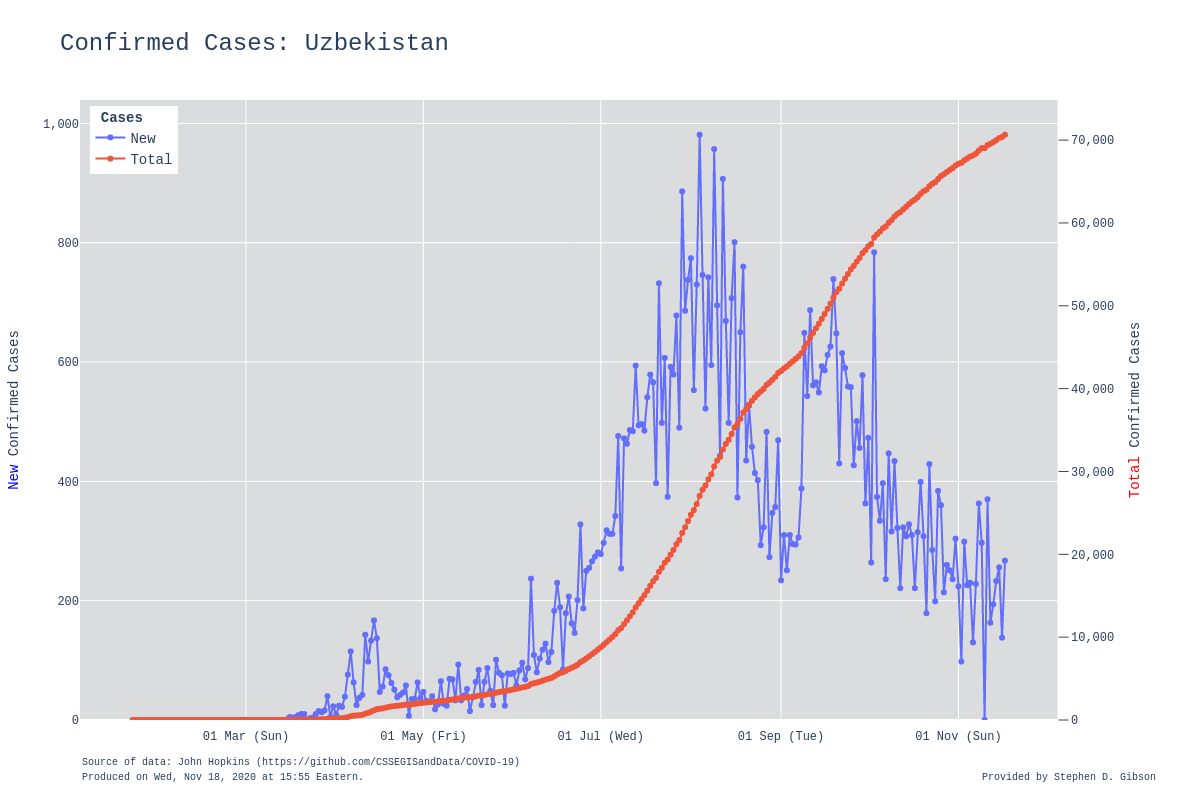 Confirmed Cases: Uzbekistan
Cases
New
Total
1,000
800
600
400
200
0
70,000
60,000
50,000
40,000
30,000
20,000
10,000
0
New Confirmed Cases
Total Confirmed Cases
01 Mar (Sun)
01 May (Fri)
01 Jul (Wed)
01 Sep (Tue)
01 Nov (Sun)
Source of data: John Hopkins (https://github.com/CSSEGISandData/COVID-19)
Produced on Wed, Nov 18, 2020 at 15:55 Eastern.
Provided by Stephen D. Gibson